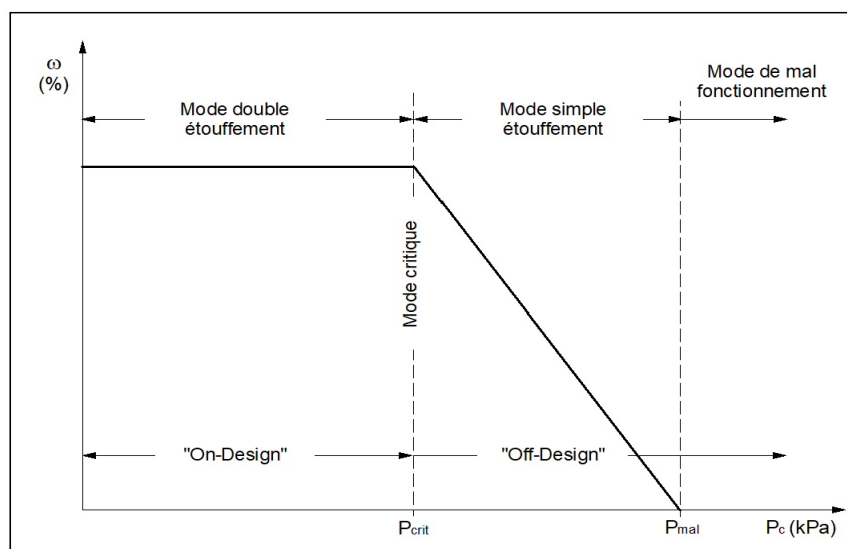 ω
(%)
Mode double
étouffement
Mode simple
étouffement
Mode de mal
fonctionnement
Mode critique
"On-Design"
"Off-Design"
Pcrit
Pmal
Pc (kPa)